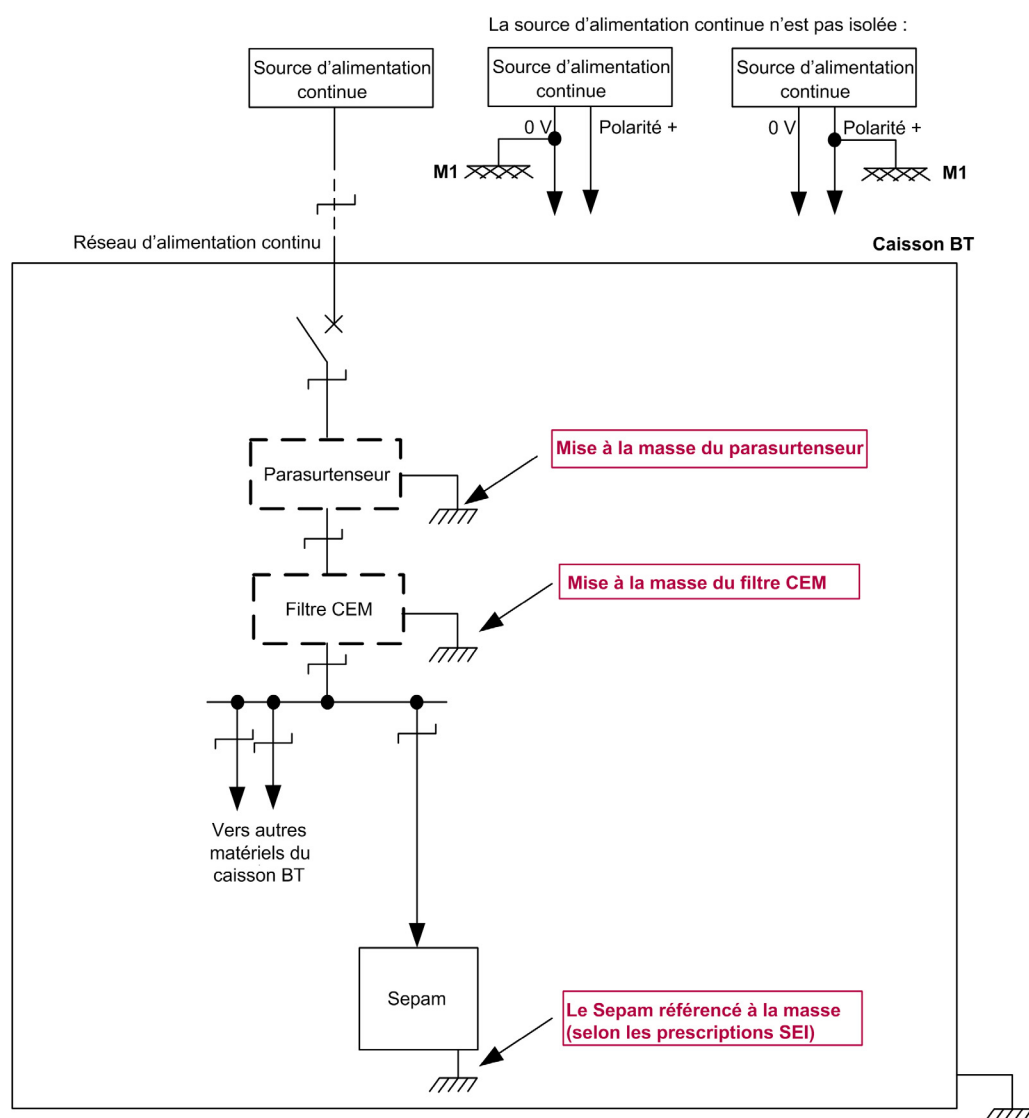 La source d'alimentation continue n'est pas isolée :
Source d'alimentation
continue
Source d'alimentation
continue
Source d'alimentation
continue
0 V
Polarité +
0 V
Polarité +
M1
M1
Réseau d'alimentation continu
Caisson BT
Mise à la masse du parasurtenseur
Parasurtenseur
Mise à la masse du filtre CEM
Filtre CEM
Vers autres
matériels du
caisson BT
Sepam
Le Sepam référencé à la masse
(selon les prescriptions SEI)